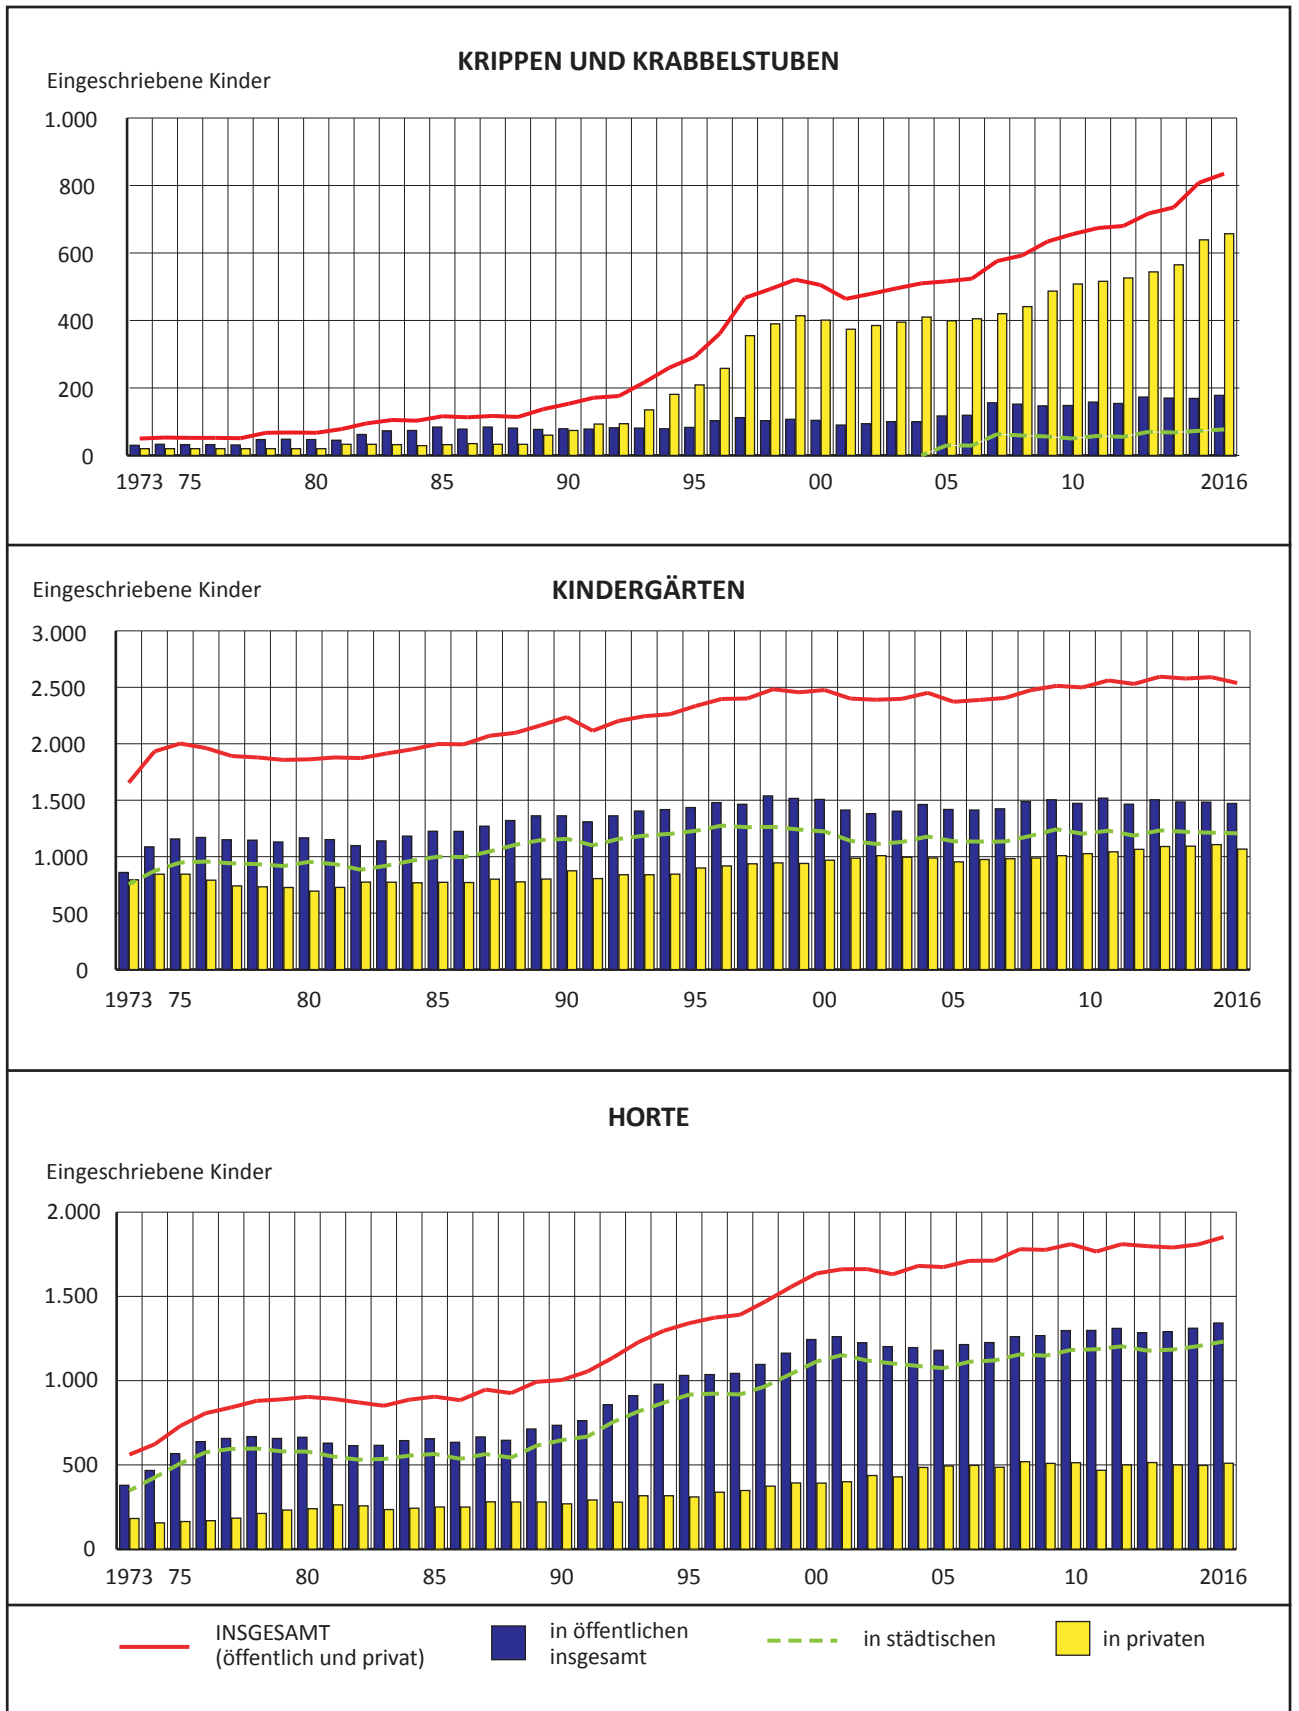 KRIPPEN UND KRABBELSTUBEN
Eingeschriebene Kinder
1.000
800
600
400
200
0
1973 75 80 85 90 95 00 05 10 2016
Eingeschriebene Kinder
KINDERGÄRTEN
3.000
2.500
2.000
1.500
1.000
500
0
1973 75 80 85 90 95 00 05 10 2016
HORTE
Eingeschriebene Kinder
2.000
1.500
1.000
500
0
1973 75 80 85 90 95 00 05 10 2016
INSGESAMT
(öffentlich und privat)
in öffentlichen
insgesamt
in städtischen
in privaten